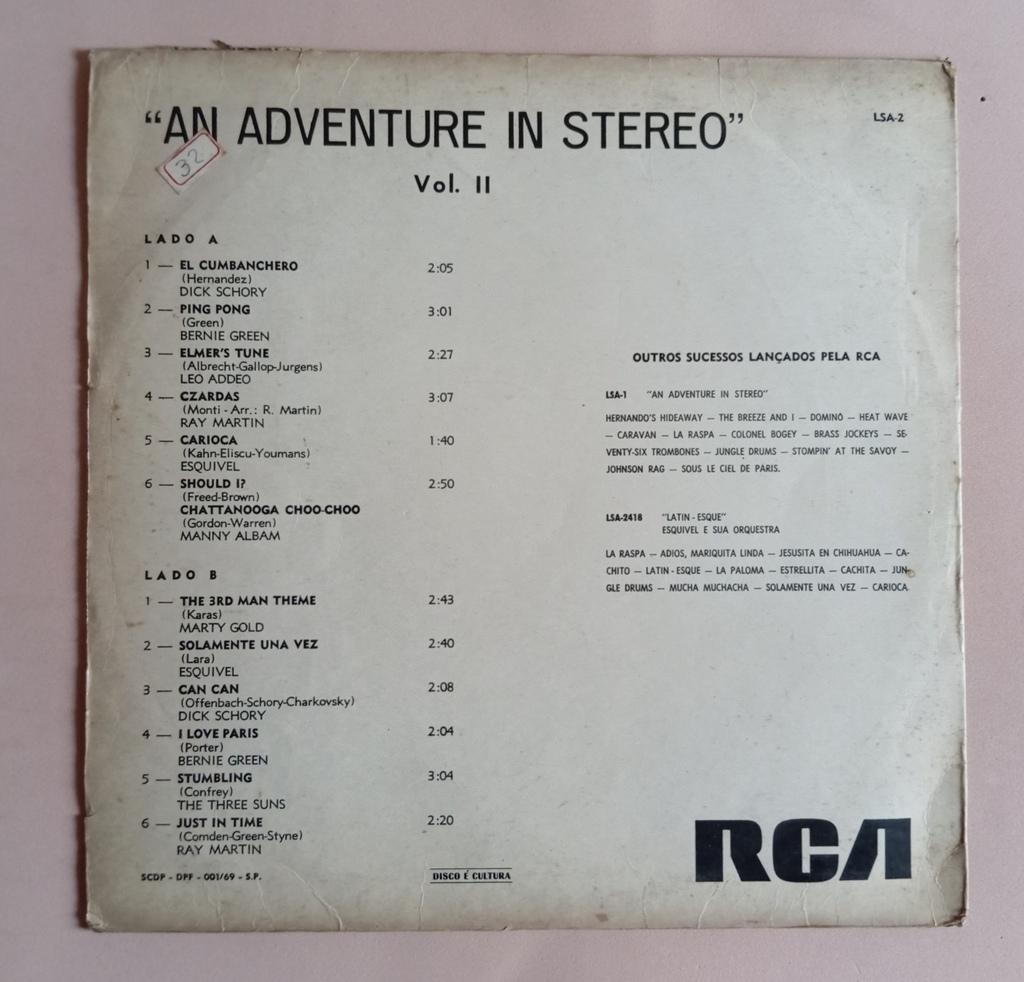 "AN ADVENTURE IN STEREO"
LSA-2
32
Vol. II
LADO A
1 — EL CUMBANCHERO 2:05
(Hernandez)
DICK SCHORY
2 — PING PONG 3:01
(Green)
BERNIE GREEN
3 — ELMER'S TUNE 2:27
(Albrecht-Gallop-Jurgens)
LEO ADDEO
4 — CZARDAS 3:07
(Monti - Arr.: R. Martin)
RAY MARTIN
5 — CARIOCA 1:40
(Kahn-Eliscu-Youmans)
ESQUIVEL
6 — SHOULD I? 2:50
(Freed-Brown)
CHATTANOOGA CHOO-CHOO
(Gordon-Warren)
MANNY ALBAM
LADO B
1 — THE 3RD MAN THEME 2:43
(Karas)
MARTY GOLD
2 — SOLAMENTE UNA VEZ 2:40
(Lara)
ESQUIVEL
3 — CAN CAN 2:08
(Offenbach-Schory-Charkovsky)
DICK SCHORY
4 — I LOVE PARIS 2:04
(Porter)
BERNIE GREEN
5 — STUMBLING 3:04
(Confrey)
THE THREE SUNS
6 — JUST IN TIME 2:20
(Comden-Green-Styne)
RAY MARTIN
SCDP - DPF - 001/69 - S.P.
DISCO É CULTURA
OUTROS SUCESSOS LANÇADOS PELA RCA
LSA-1 "AN ADVENTURE IN STEREO"
HERNANDO'S HIDEAWAY — THE BREEZE AND I — DOMINÓ — HEAT WAVE
— CARAVAN — LA RASPA — COLONEL BOGEY — BRASS JOCKEYS — SE-
VENTY-SIX TROMBONES — JUNGLE DRUMS — STOMPIN' AT THE SAVOY —
JOHNSON RAG — SOUS LE CIEL DE PARIS.
LSA-2418 "LATIN - ESQUE"
ESQUIVEL E SUA ORQUESTRA
LA RASPA — ADIOS, MARIQUITA LINDA — JESUSITA EN CHIHUAHUA — CA-
CHITO — LATIN - ESQUE — LA PALOMA — ESTRELLITA — CACHITA — JUN-
GLE DRUMS — MUCHA MUCHACHA — SOLAMENTE UNA VEZ — CARIOCA
RCA